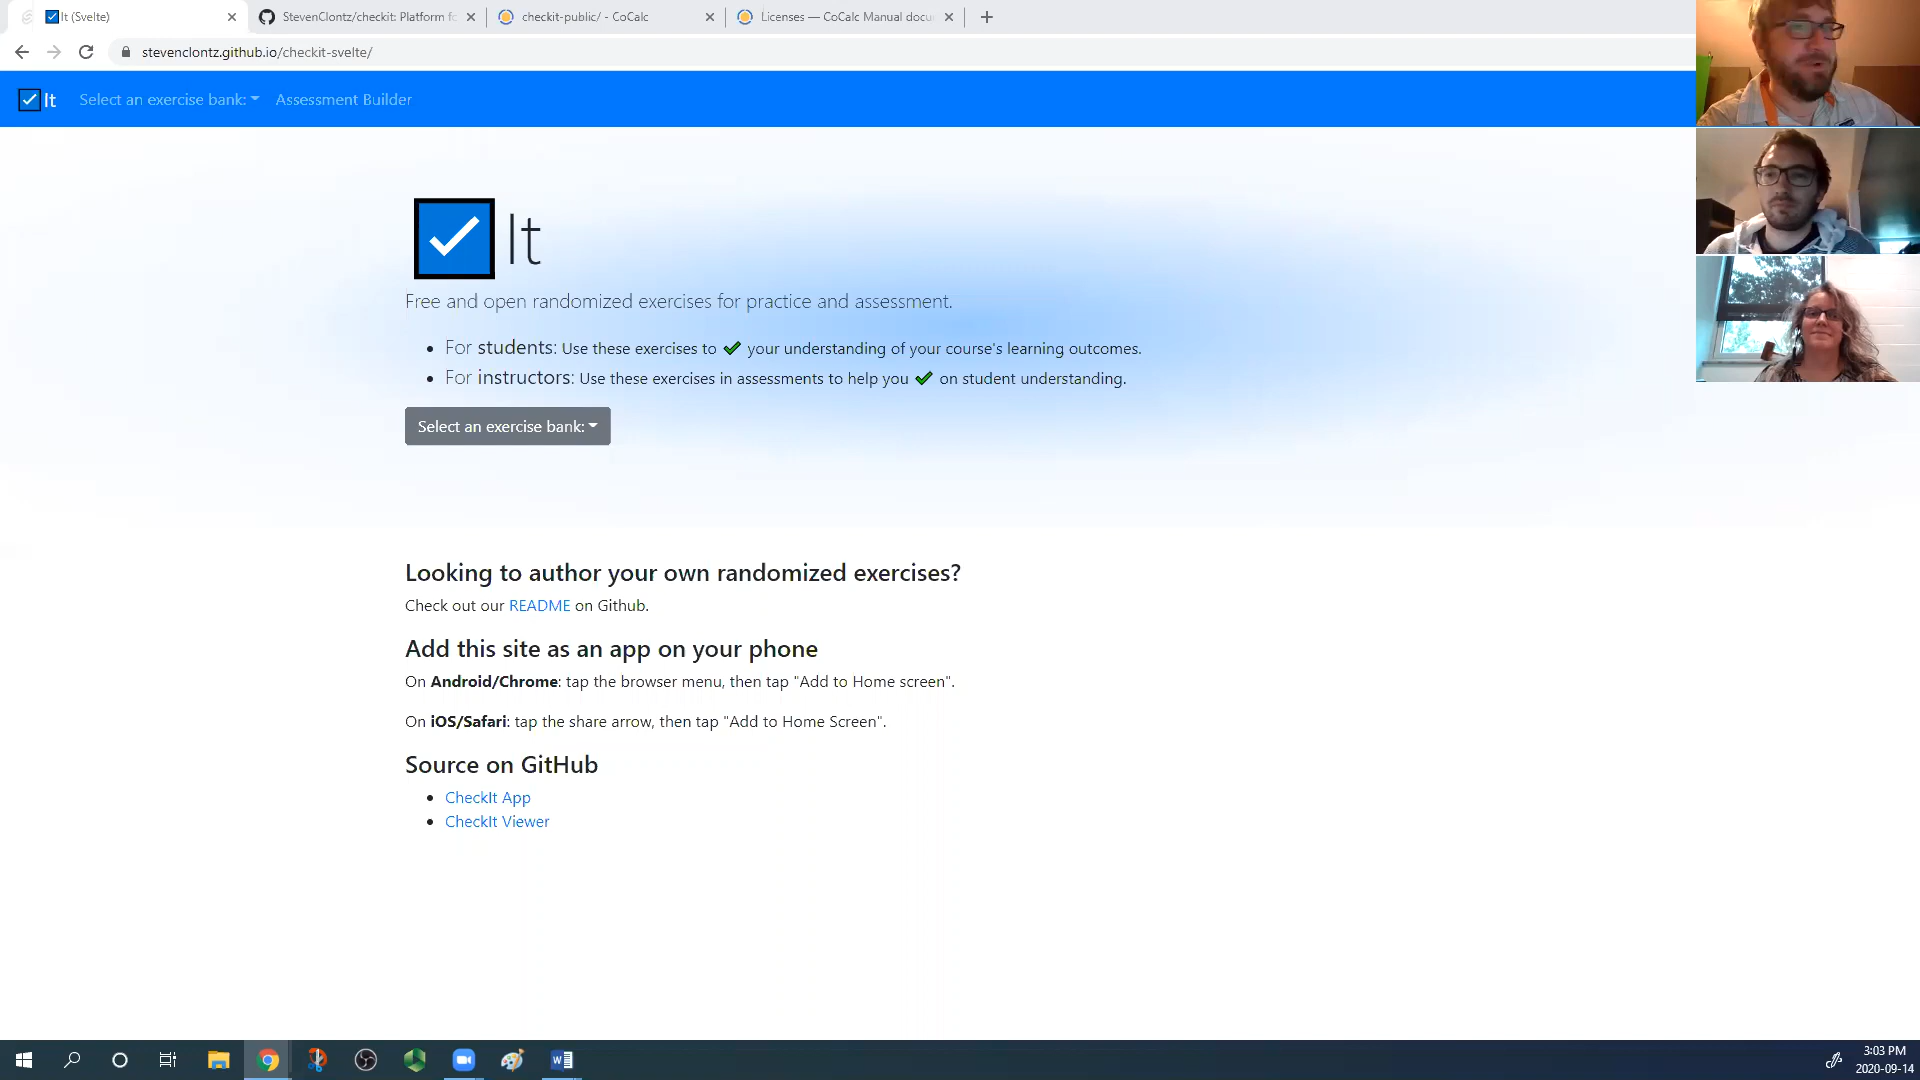 It (Svelte)
StevenClontz/checkit: Platform fo
checkit-public/ - CoCalc
Licenses — CoCalc Manual docu
stevenclontz.github.io/checkit-svelte/
It
Select an exercise bank:
Assessment Builder
It
Free and open randomized exercises for practice and assessment.
For students: Use these exercises to ✔ your understanding of your course's learning outcomes.
For instructors: Use these exercises in assessments to help you ✔ on student understanding.
Select an exercise bank:
Looking to author your own randomized exercises?
Check out our README on Github.
Add this site as an app on your phone
On Android/Chrome: tap the browser menu, then tap "Add to Home screen".
On iOS/Safari: tap the share arrow, then tap "Add to Home Screen".
Source on GitHub
CheckIt App
CheckIt Viewer
3:03 PM
2020-09-14